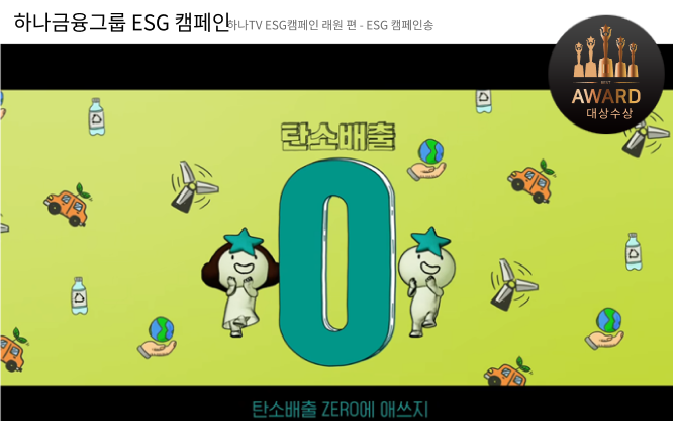 하나금융그룹 ESG 캠페인
하나TV ESG캠페인 래원 편 - ESG 캠페인송
BEST
AWARD
대상수상
탄소배출
0
탄소배출 ZERO에 애쓰지